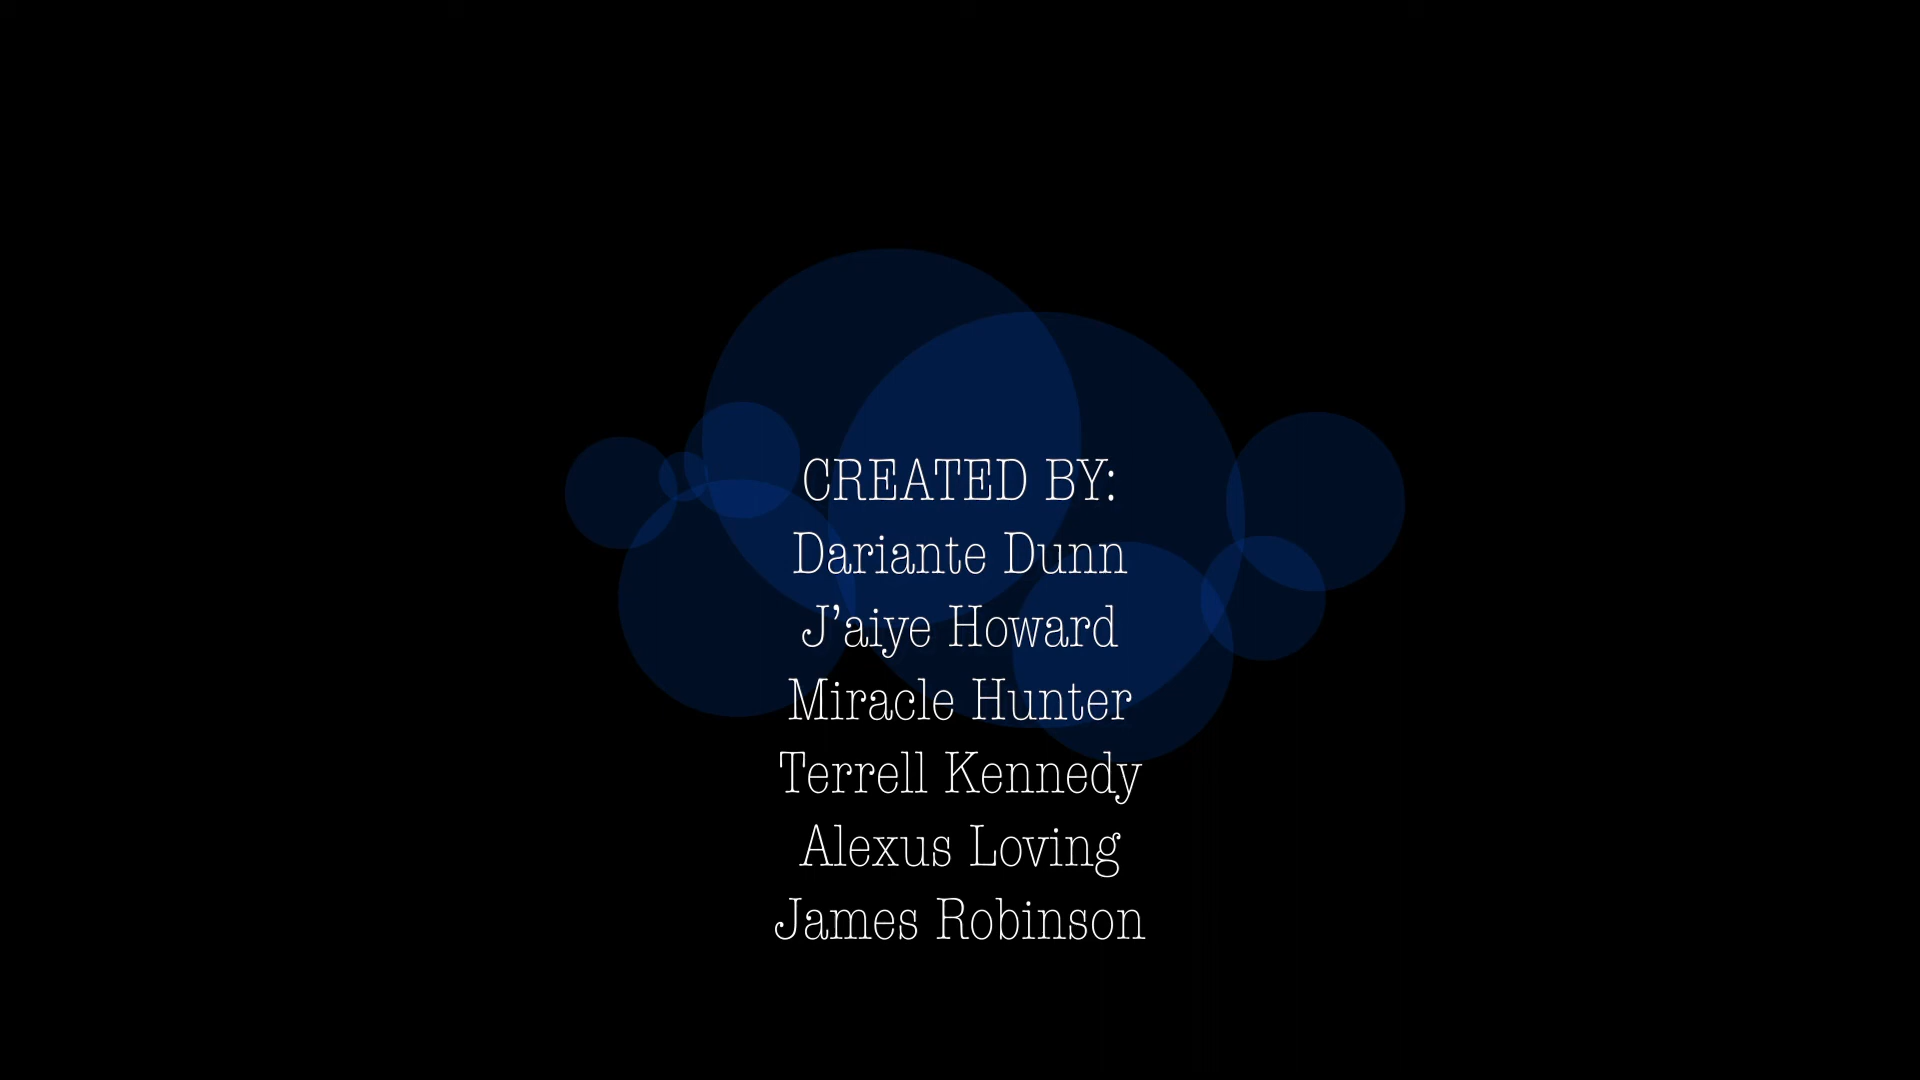 CREATED BY:
Dariante Dunn
J’aiye Howard
Miracle Hunter
Terrell Kennedy
Alexus Loving
James Robinson